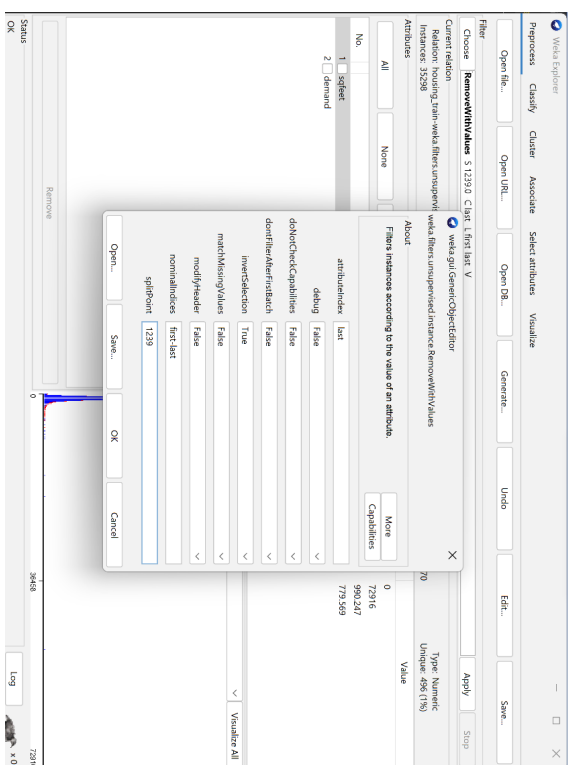 Weka Explorer
Preprocess Classify Cluster Associate Select attributes Visualize
Open file... Open URL... Open DB... Generate... Undo Edit... Save...
Filter
Choose RemoveWithValues S 1239.0 C last L first last V Apply Stop
Current relation
Relation: housing_train-weka.filters.unsupervis
Instances: 35298
70
Type: Numeric
Unique: 496 (1%)
Attributes
All
None
No.
1 sqfeet
2 demand
Remove
Value
0
72916
990.247
779.569
Visualize All
0 36458 7291
weka.gui.GenericObjectEditor
weka.filters.unsupervised.instance.RemoveWithValues
About
Filters instances according to the value of an attribute.
More
Capabilities
attributeIndex last
debug False
doNotCheckCapabilities False
dontFilterAfterFirstBatch False
invertSelection True
matchMissingValues False
modifyHeader False
nominalIndices first-last
splitPoint 1239
Open... Save... OK Cancel
Status
OK
Log
x 0